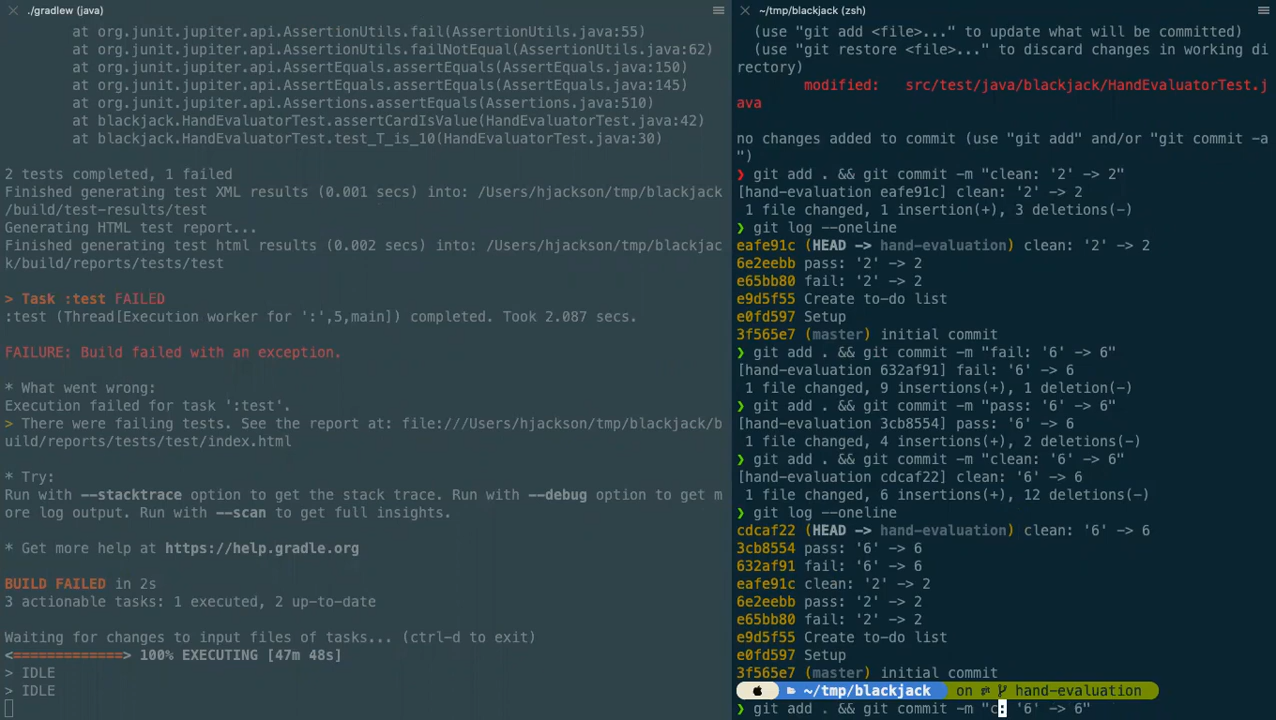 ./gradlew (java)
at org.junit.jupiter.api.AssertionUtils.fail(AssertionUtils.java:55)
at org.junit.jupiter.api.AssertionUtils.failNotEqual(AssertionUtils.java:62)
at org.junit.jupiter.api.AssertEquals.assertEquals(AssertEquals.java:150)
at org.junit.jupiter.api.AssertEquals.assertEquals(AssertEquals.java:145)
at org.junit.jupiter.api.Assertions.assertEquals(Assertions.java:510)
at blackjack.HandEvaluatorTest.assertCardIsValue(HandEvaluatorTest.java:42)
at blackjack.HandEvaluatorTest.test_T_is_10(HandEvaluatorTest.java:30)
2 tests completed, 1 failed
Finished generating test XML results (0.001 secs) into: /Users/hjackson/tmp/blackjack
/build/test-results/test
Generating HTML test report...
Finished generating test html results (0.002 secs) into: /Users/hjackson/tmp/blackjac
k/build/reports/tests/test
> Task :test FAILED
:test (Thread[Execution worker for ':',5,main]) completed. Took 2.087 secs.
FAILURE: Build failed with an exception.
* What went wrong:
Execution failed for task ':test'.
> There were failing tests. See the report at: file:///Users/hjackson/tmp/blackjack/b
uild/reports/tests/test/index.html
* Try:
Run with --stacktrace option to get the stack trace. Run with --debug option to get m
ore log output. Run with --scan to get full insights.
* Get more help at https://help.gradle.org
BUILD FAILED in 2s
3 actionable tasks: 1 executed, 2 up-to-date
Waiting for changes to input files of tasks... (ctrl-d to exit)
<=============> 100% EXECUTING [47m 48s]
> IDLE
> IDLE
~/tmp/blackjack (zsh)
(use "git add <file>..." to update what will be committed)
(use "git restore <file>..." to discard changes in working di
rectory)
modified:   src/test/java/blackjack/HandEvaluatorTest.j
ava
no changes added to commit (use "git add" and/or "git commit -a
")
❯ git add . && git commit -m "clean: '2' -> 2"
[hand-evaluation eafe91c] clean: '2' -> 2
1 file changed, 1 insertion(+), 3 deletions(-)
❯ git log --oneline
eafe91c (HEAD -> hand-evaluation) clean: '2' -> 2
6e2eebb pass: '2' -> 2
e65bb80 fail: '2' -> 2
e9d5f55 Create to-do list
e0fd597 Setup
3f565e7 (master) initial commit
❯ git add . && git commit -m "fail: '6' -> 6"
[hand-evaluation 632af91] fail: '6' -> 6
1 file changed, 9 insertions(+), 1 deletion(-)
❯ git add . && git commit -m "pass: '6' -> 6"
[hand-evaluation 3cb8554] pass: '6' -> 6
1 file changed, 4 insertions(+), 2 deletions(-)
❯ git add . && git commit -m "clean: '6' -> 6"
[hand-evaluation cdcaf22] clean: '6' -> 6
1 file changed, 6 insertions(+), 12 deletions(-)
❯ git log --oneline
cdcaf22 (HEAD -> hand-evaluation) clean: '6' -> 6
3cb8554 pass: '6' -> 6
632af91 fail: '6' -> 6
eafe91c clean: '2' -> 2
6e2eebb pass: '2' -> 2
e65bb80 fail: '2' -> 2
e9d5f55 Create to-do list
e0fd597 Setup
3f565e7 (master) initial commit
~/tmp/blackjack on hand-evaluation
❯ git add . && git commit -m "c: '6' -> 6"